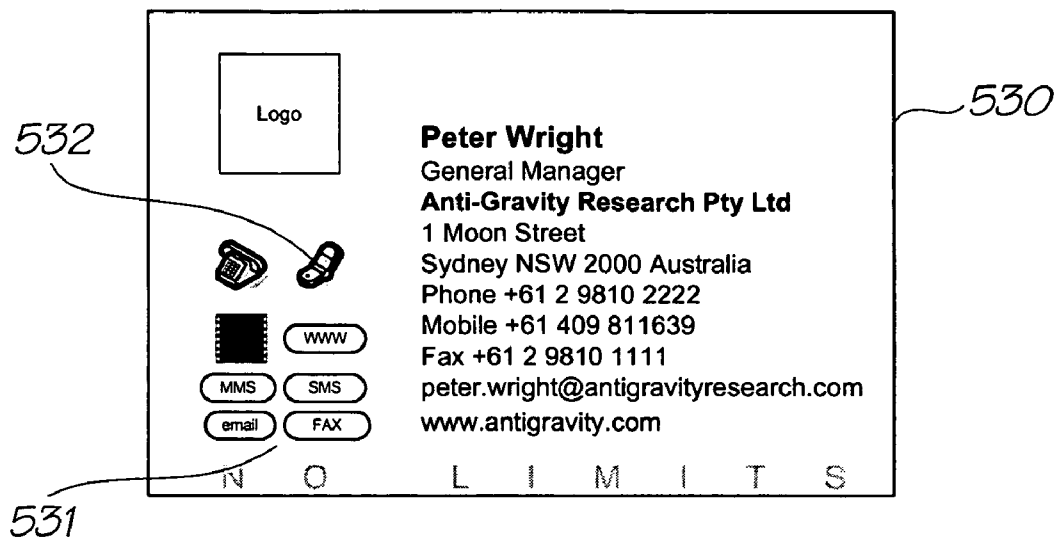 Logo
532
530
Peter Wright
General Manager
Anti-Gravity Research Pty Ltd
1 Moon Street
Sydney NSW 2000 Australia
Phone +61 2 9810 2222
Mobile +61 409 811639
Fax +61 2 9810 1111
peter.wright@antigravityresearch.com
www.antigravity.com
WWW
MMS SMS
email FAX
NO LIMITS
531